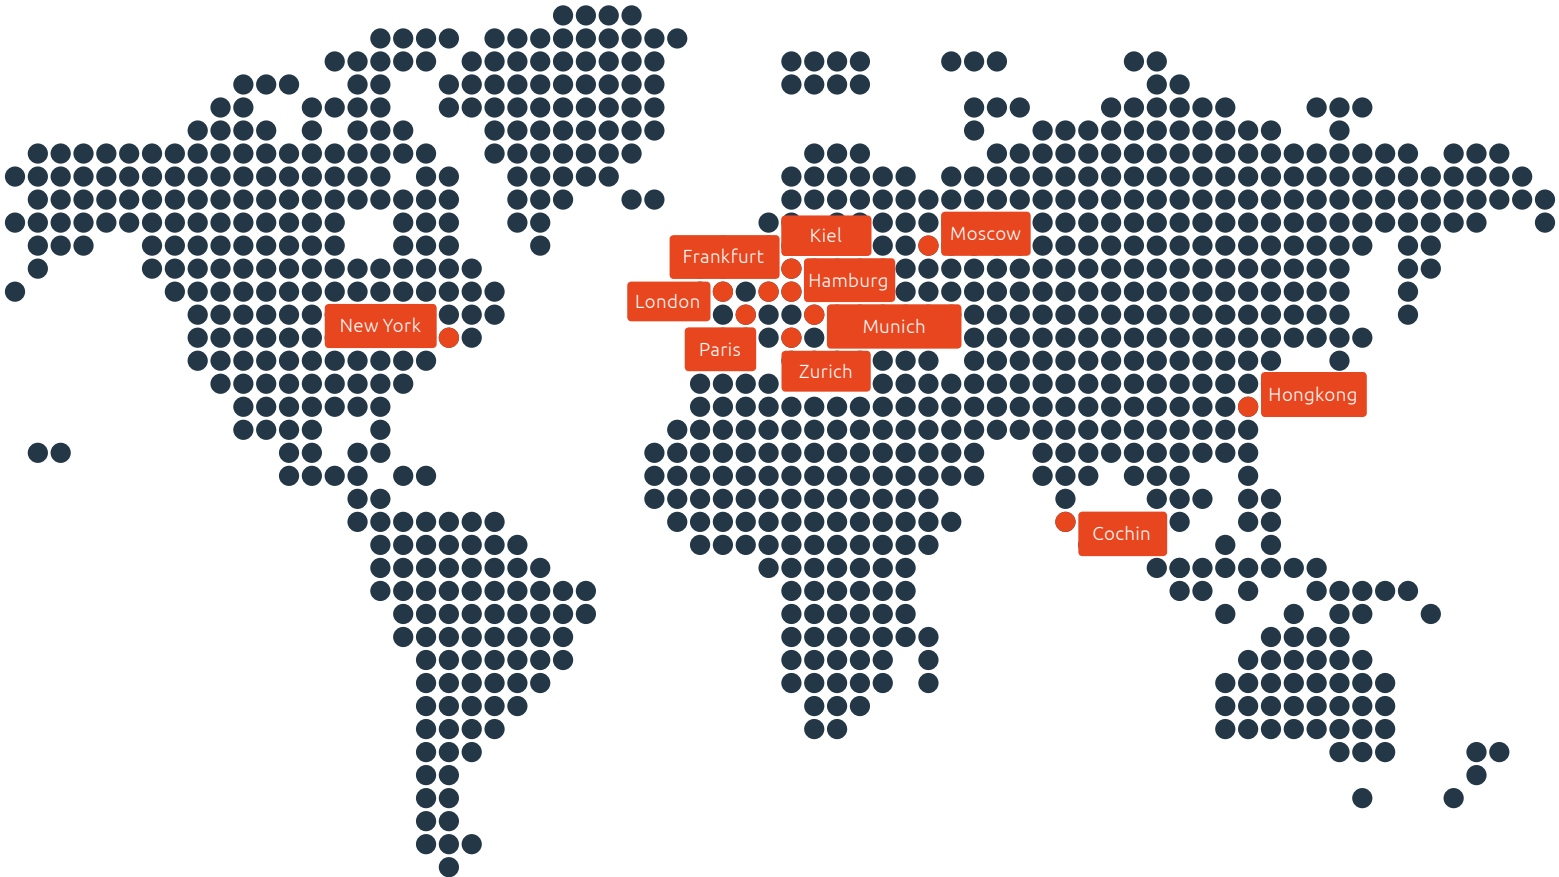 Kiel
Moscow
Frankfurt
Hamburg
London
New York
Munich
Paris
Zurich
Hongkong
Cochin